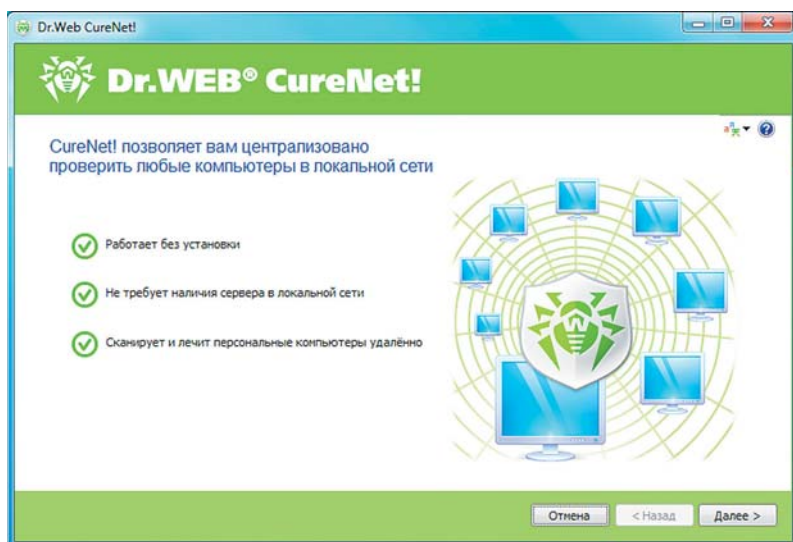 Dr.Web CureNet!
Dr.WEB® CureNet!
CureNet! позволяет вам централизовано
проверить любые компьютеры в локальной сети
Работает без установки
Не требует наличия сервера в локальной сети
Сканирует и лечит персональные компьютеры удалённо
Отмена
< Назад
Далее >